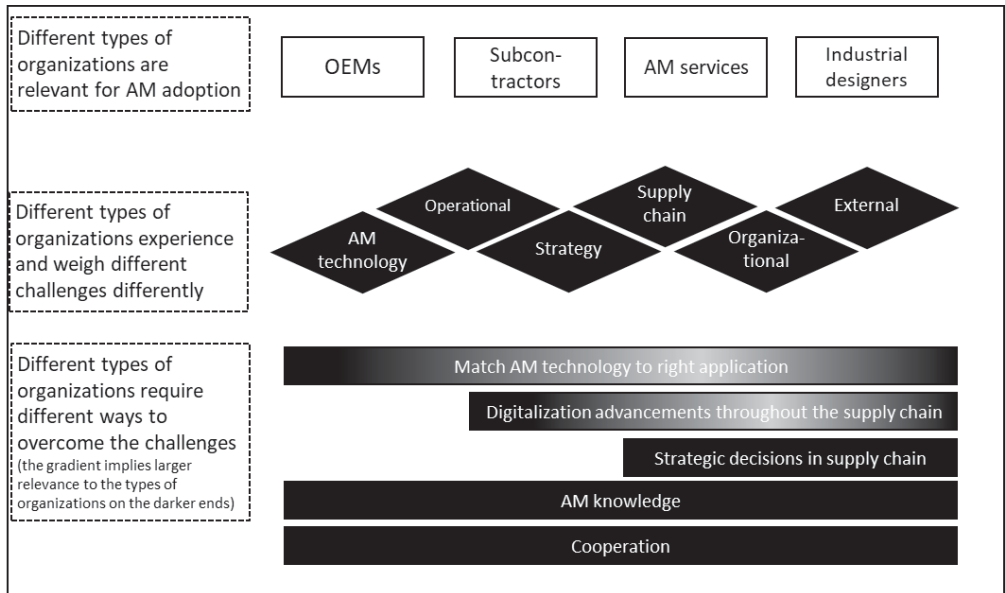 Different types of
organizations are
relevant for AM adoption
OEMs
Subcon-
tractors
AM services
Industrial
designers
Different types of
organizations experience
and weigh different
challenges differently
AM
technology
Operational
Strategy
Supply
chain
Organiza-
tional
External
Different types of
organizations require
different ways to
overcome the challenges
(the gradient implies larger
relevance to the types of
organizations on the darker ends)
Match AM technology to right application
Digitalization advancements throughout the supply chain
Strategic decisions in supply chain
AM knowledge
Cooperation